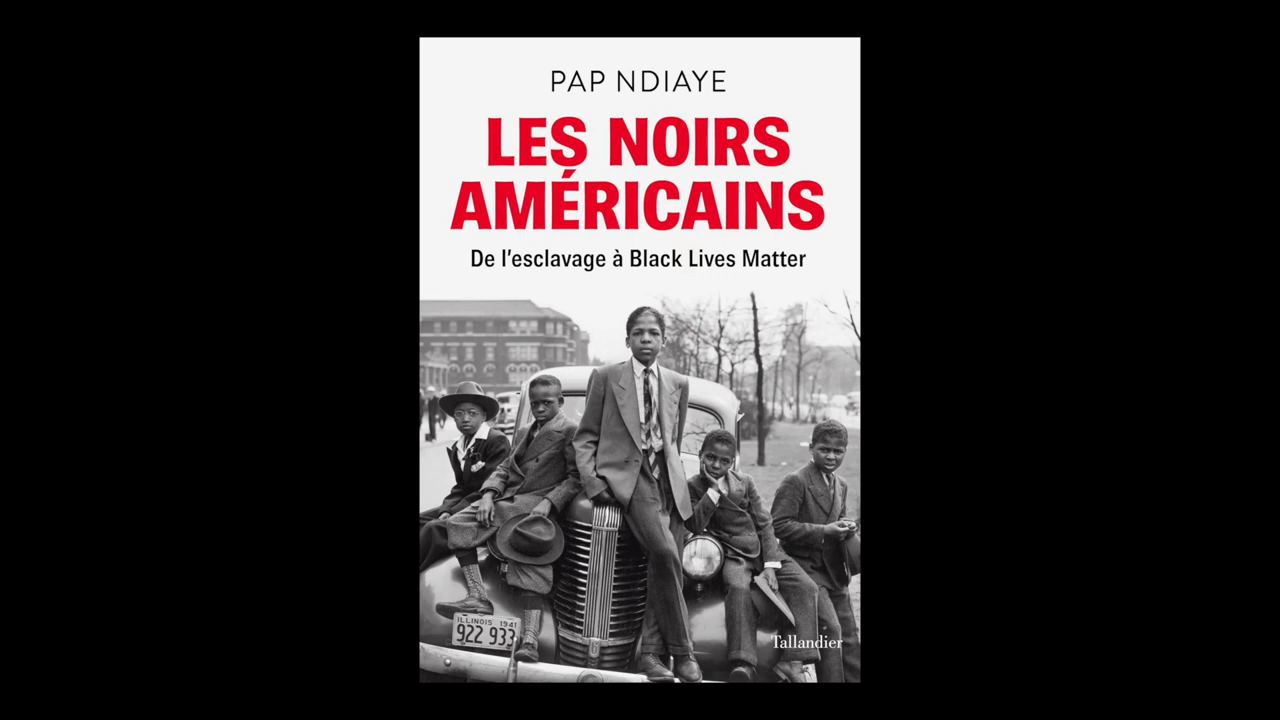 PAP NDIAYE
LES NOIRS
AMÉRICAINS
De l'esclavage à Black Lives Matter
ILLINOIS 1941
922 933
Tallandier